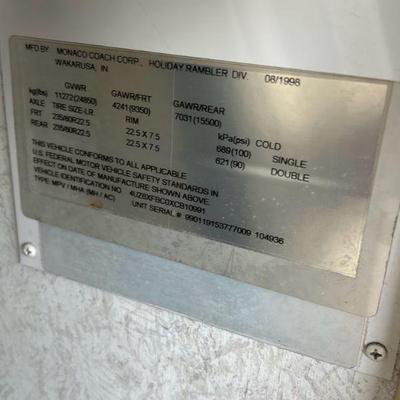 MFD BY MONACO COACH CORP., HOLIDAY RAMBLER DIV. 08/1998
WAKARUSA, IN
GVWR GAWR/FRT GAWR/REAR
kg(lbs) 11272(24850) 4241(9350) 7031(15500)
AXLE TIRE SIZE-LR RIM kPa(psi) COLD
FRT 235/80R22.5 22.5 X 7.5 689(100) SINGLE
REAR 235/80R22.5 22.5 X 7.5 621(90) DOUBLE
THIS VEHICLE CONFORMS TO ALL APPLICABLE
U.S. FEDERAL MOTOR VEHICLE SAFETY STANDARDS IN
EFFECT ON DATE OF MANUFACTURE SHOWN ABOVE.
VEHICLE IDENTIFICATION NO. 4UZ6XFBC0XCB10991
TYPE: MPV / MHA (MH / AC) UNIT SERIAL # 990119153777009 104936